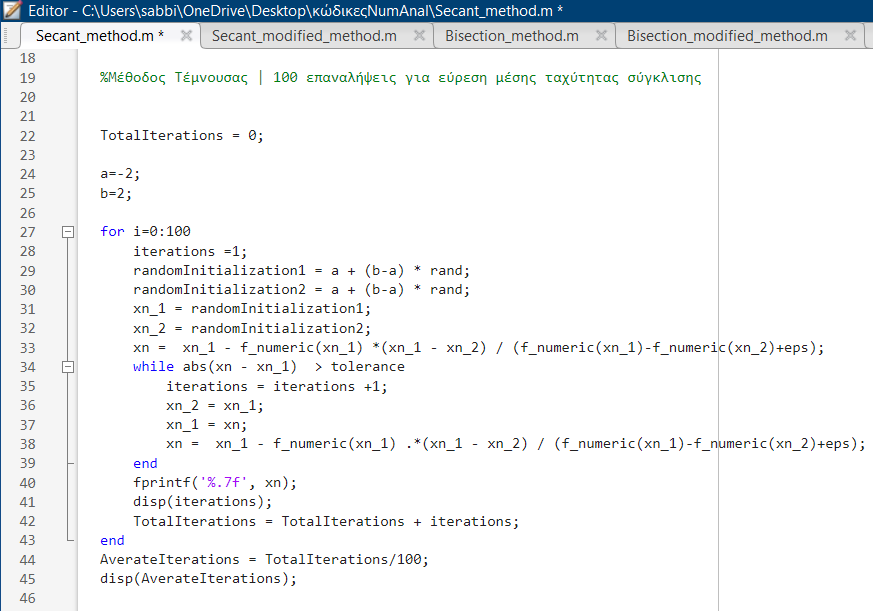 Editor - C:\Users\sabbi\OneDrive\Desktop\κώδικεςNumAnal\Secant_method.m *
Secant_method.m * Secant_modified_method.m Bisection_method.m Bisection_modified_method.m
18
19 %Μέθοδος Τέμνουσας | 100 επαναλήψεις για εύρεση μέσης ταχύτητας σύγκλισης
20
21
22 TotalIterations = 0;
23
24 a=-2;
25 b=2;
26
27 for i=0:100
28 iterations =1;
29 randomInitialization1 = a + (b-a) * rand;
30 randomInitialization2 = a + (b-a) * rand;
31 xn_1 = randomInitialization1;
32 xn_2 = randomInitialization2;
33 xn =  xn_1 - f_numeric(xn_1) *(xn_1 - xn_2) / (f_numeric(xn_1)-f_numeric(xn_2)+eps);
34 while abs(xn - xn_1)  > tolerance
35 iterations = iterations +1;
36 xn_2 = xn_1;
37 xn_1 = xn;
38 xn =  xn_1 - f_numeric(xn_1) .*(xn_1 - xn_2) / (f_numeric(xn_1)-f_numeric(xn_2)+eps);
39 end
40 fprintf('%.7f', xn);
41 disp(iterations);
42 TotalIterations = TotalIterations + iterations;
43 end
44 AverateIterations = TotalIterations/100;
45 disp(AverateIterations);
46